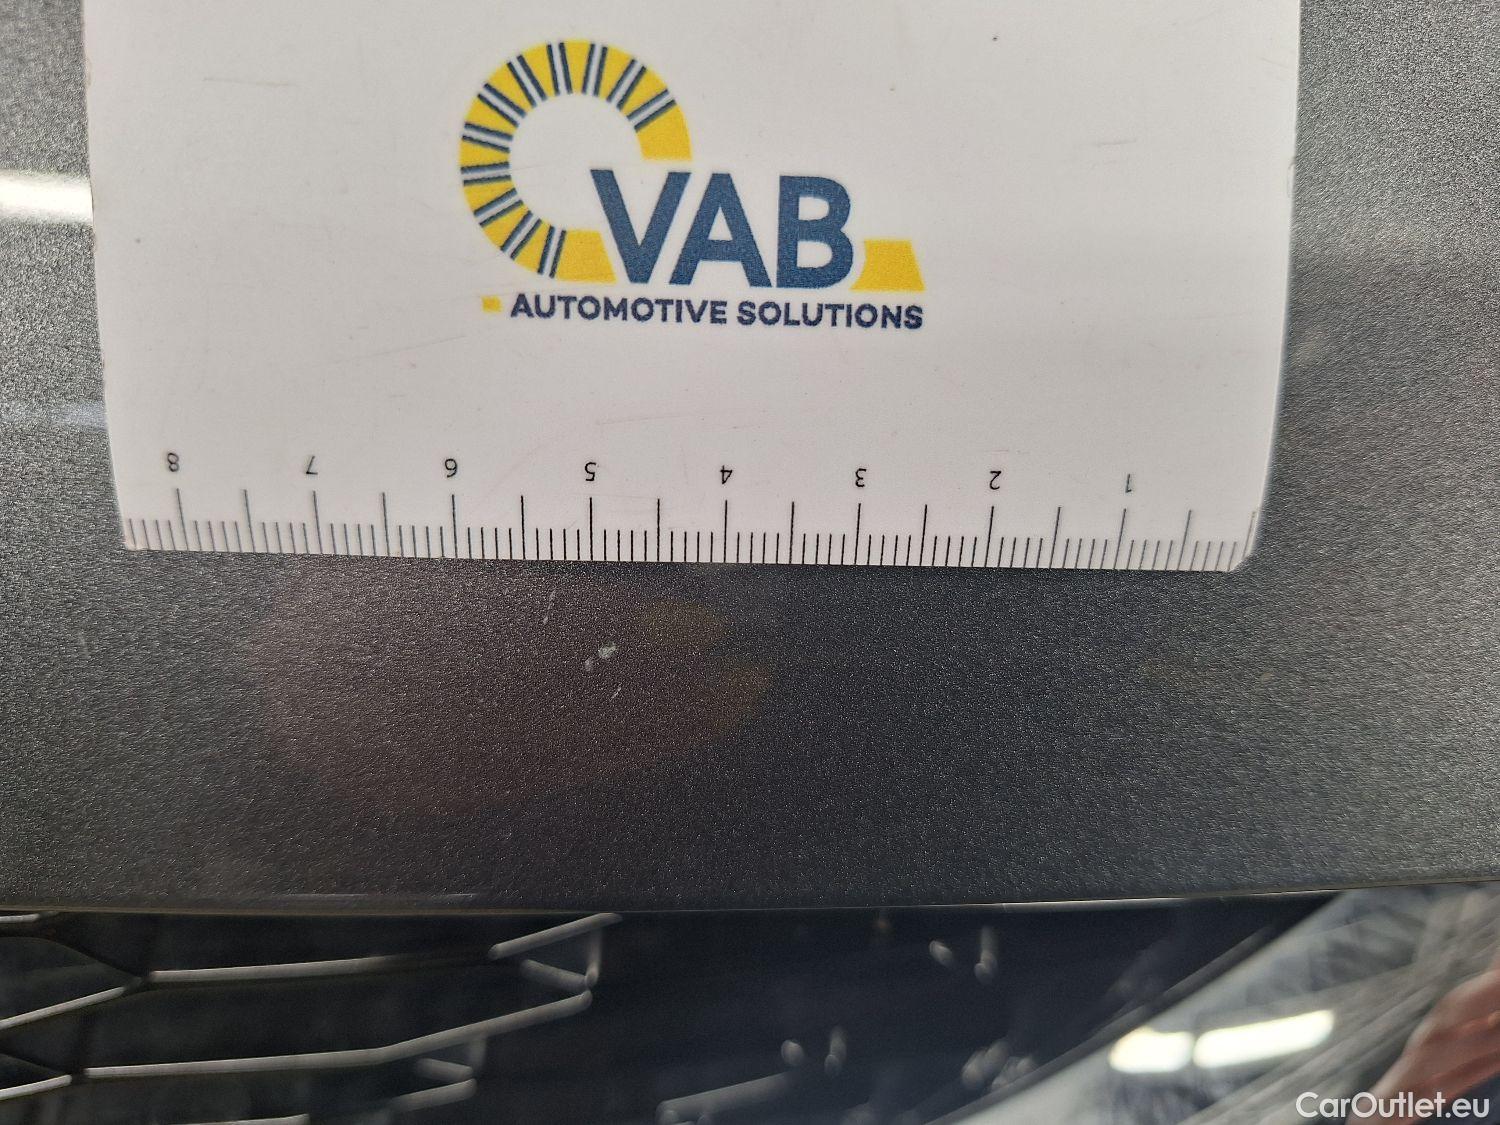 VAB
AUTOMOTIVE SOLUTIONS
8 7 6 5 4 3 2 1
CarOutlet.eu